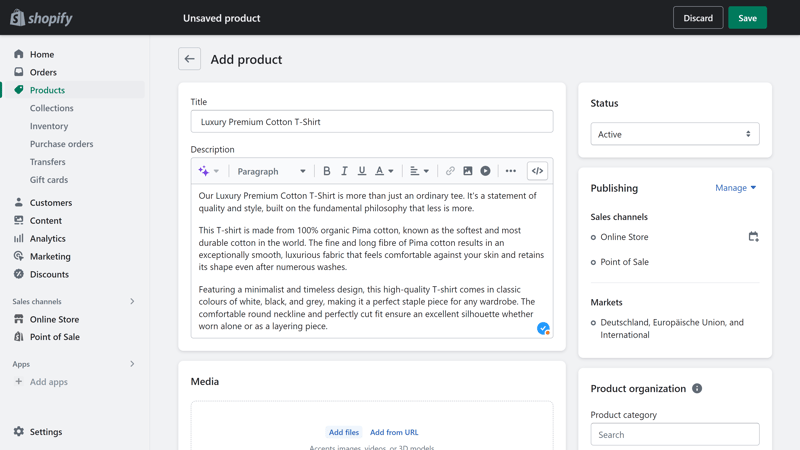 shopify
Unsaved product
Discard
Save
Home
Orders
Products
Collections
Inventory
Purchase orders
Transfers
Gift cards
Customers
Content
Analytics
Marketing
Discounts
Sales channels
Online Store
Point of Sale
Apps
Add apps
Settings
Add product
Title
Luxury Premium Cotton T-Shirt
Description
Paragraph
B I U A
Our Luxury Premium Cotton T-Shirt is more than just an ordinary tee. It's a statement of
quality and style, built on the fundamental philosophy that less is more.
This T-shirt is made from 100% organic Pima cotton, known as the softest and most
durable cotton in the world. The fine and long fibre of Pima cotton results in an
exceptionally smooth, luxurious fabric that feels comfortable against your skin and retains
its shape even after numerous washes.
Featuring a minimalist and timeless design, this high-quality T-shirt comes in classic
colours of white, black, and grey, making it a perfect staple piece for any wardrobe. The
comfortable round neckline and perfectly cut fit ensure an excellent silhouette whether
worn alone or as a layering piece.
Media
Add files Add from URL
Accepts images, videos, or 3D models
Status
Active
Publishing
Manage
Sales channels
Online Store
Point of Sale
Markets
Deutschland, Europäische Union, and
International
Product organization
Product category
Search